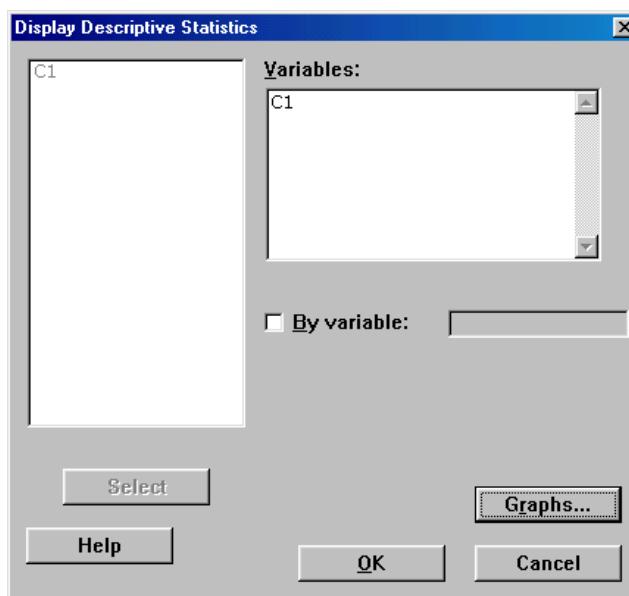 Display Descriptive Statistics
C1
Variables:
C1
By variable:
Select
Graphs...
Help
OK
Cancel